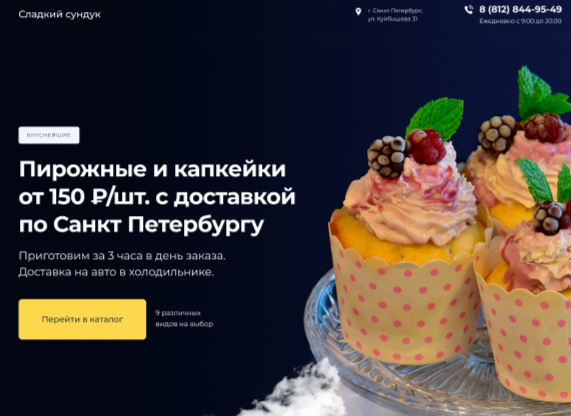 Сладкий сундук
г. Санкт Петербург,
ул. Куйбышева 31
8 (812) 844-95-49
Ежедневно с 9:00 до 20:00
ВКУСНЕЙШИЕ
Пирожные и капкейки
от 150 ₽/шт. с доставкой
по Санкт Петербургу
Приготовим за 3 часа в день заказа.
Доставка на авто в холодильнике.
Перейти в каталог
9 различных
видов на выбор